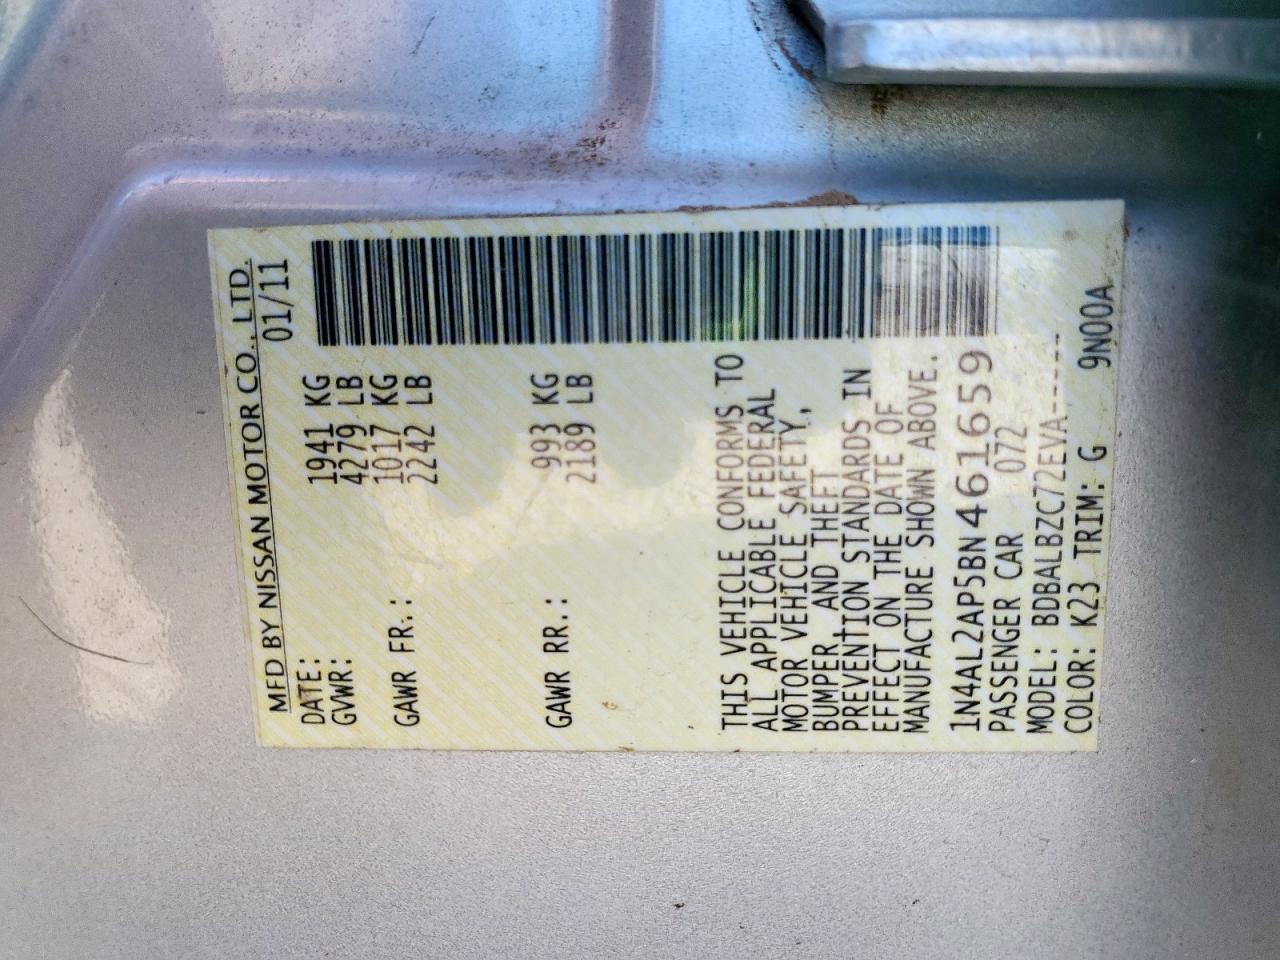 MFD BY NISSAN MOTOR CO., LTD.
DATE: 01/11
GVWR: 1941 KG
4279 LB
GAWR FR.: 1017 KG
2242 LB
GAWR RR.: 993 KG
2189 LB
THIS VEHICLE CONFORMS TO
ALL APPLICABLE FEDERAL
MOTOR VEHICLE SAFETY,
BUMPER, AND THEFT
PREVENTION STANDARDS IN
EFFECT ON THE DATE OF
MANUFACTURE SHOWN ABOVE.
1N4AL2AP5BN461659
PASSENGER CAR 072
MODEL: BDBALBZC72EVA------
COLOR: K23 TRIM: G 9N00A